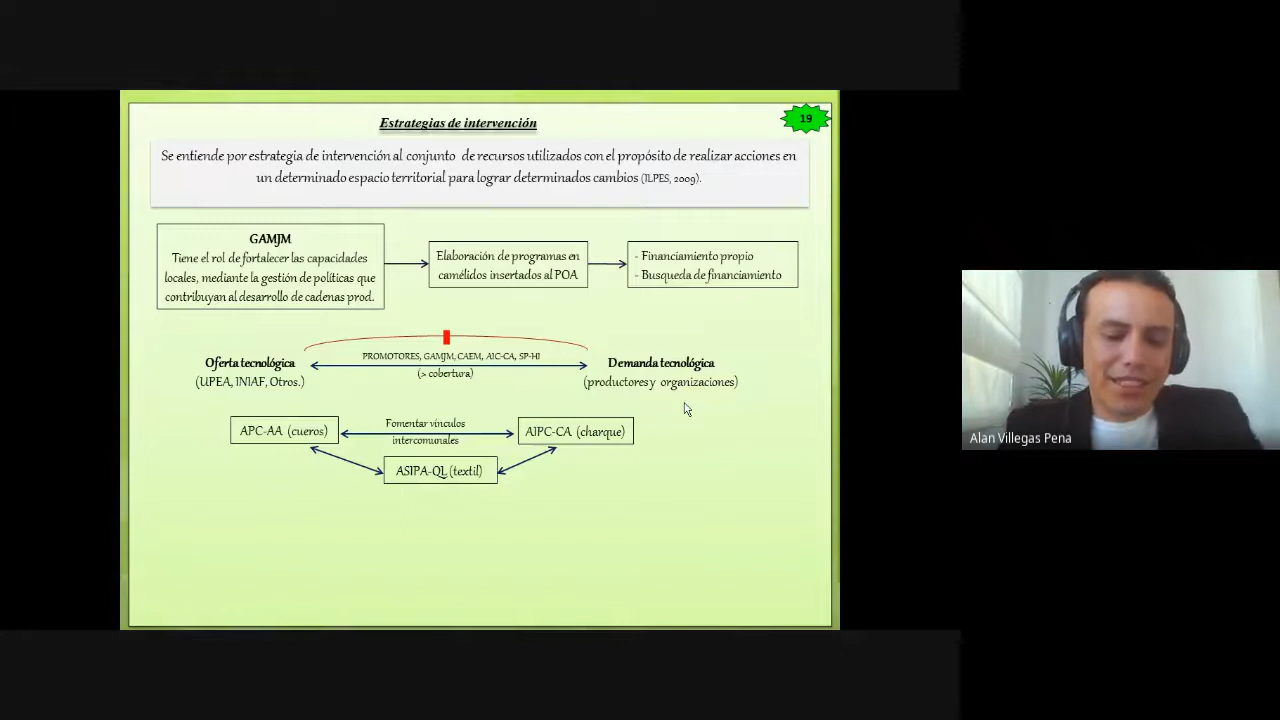 Estrategias de intervención
19
Se entiende por estrategia de intervención al conjunto de recursos utilizados con el propósito de realizar acciones en
un determinado espacio territorial para lograr determinados cambios (ILPES, 2009).
GAMJM
Tiene el rol de fortalecer las capacidades
locales, mediante la gestión de políticas que
contribuyan al desarrollo de cadenas prod.
Elaboración de programas en
camélidos insertados al POA
- Financiamiento propio
- Busqueda de financiamiento
Oferta tecnológica
(UPEA, INIAF, Otros.)
PROMOTORES, GAMJM, CAEM, AIC-CA, SP-HI
(> cobertura)
Demanda tecnológica
(productores y organizaciones)
APC-AA (cueros)
Fomentar vínculos
intercomunales
AIPC-CA (charque)
ASIPA-QL (textil)
Alan Villegas Pena